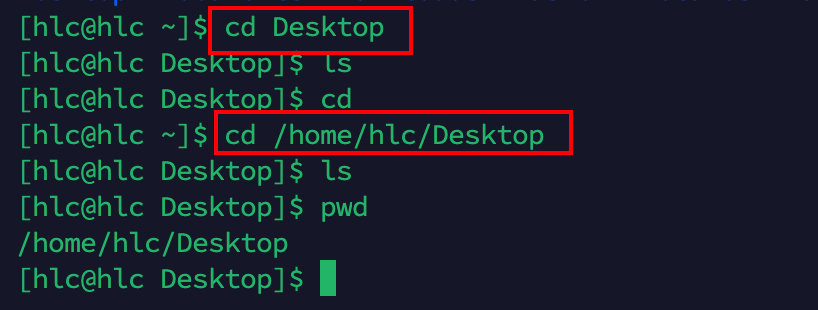 [hlc@hlc ~]$ cd Desktop
[hlc@hlc Desktop]$ ls
[hlc@hlc Desktop]$ cd
[hlc@hlc ~]$ cd /home/hlc/Desktop
[hlc@hlc Desktop]$ ls
[hlc@hlc Desktop]$ pwd
/home/hlc/Desktop
[hlc@hlc Desktop]$